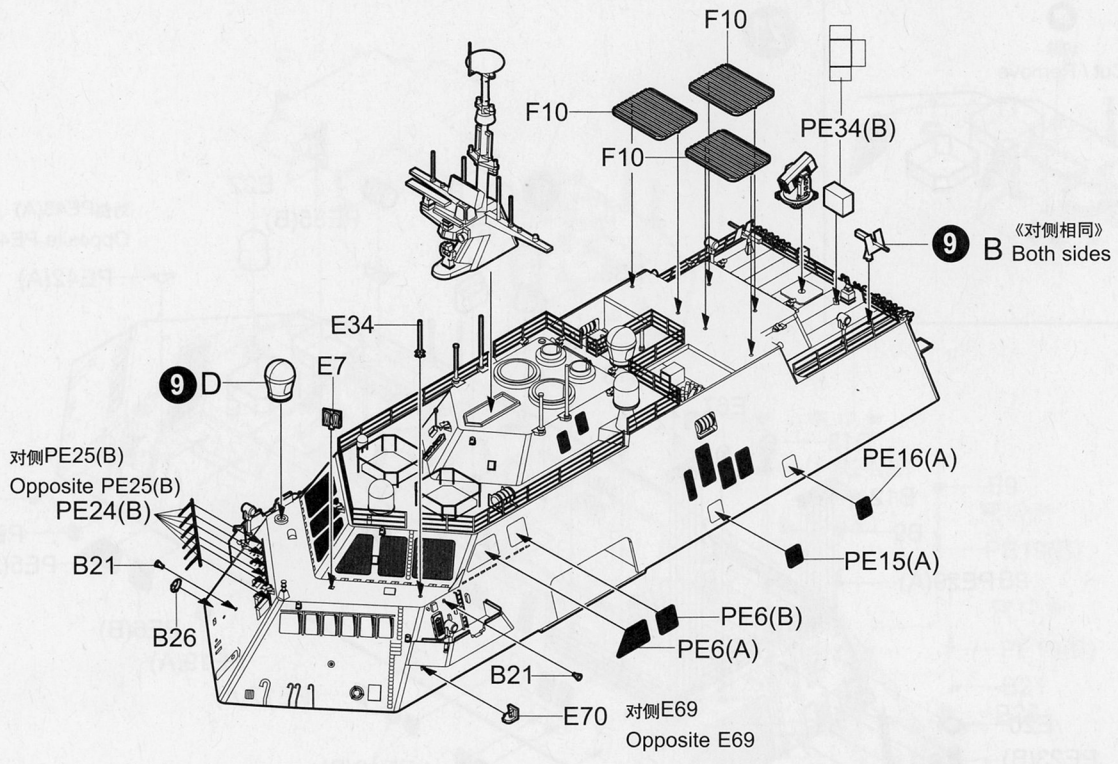 F10
F10
PE34(B)
F10
9 B 《对侧相同》
Both sides
E34
E7
9 D
对侧PE25(B)
Opposite PE25(B)
PE24(B)
PE16(A)
B21
PE15(A)
B26
PE6(B)
PE6(A)
B21
E70 对侧E69
Opposite E69